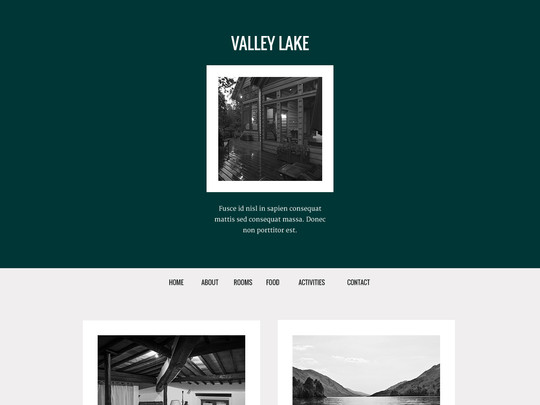 VALLEY LAKE
Fusce id nisl in sapien consequat
mattis sed consequat massa. Donec
non porttitor est.
HOME ABOUT ROOMS FOOD ACTIVITIES CONTACT